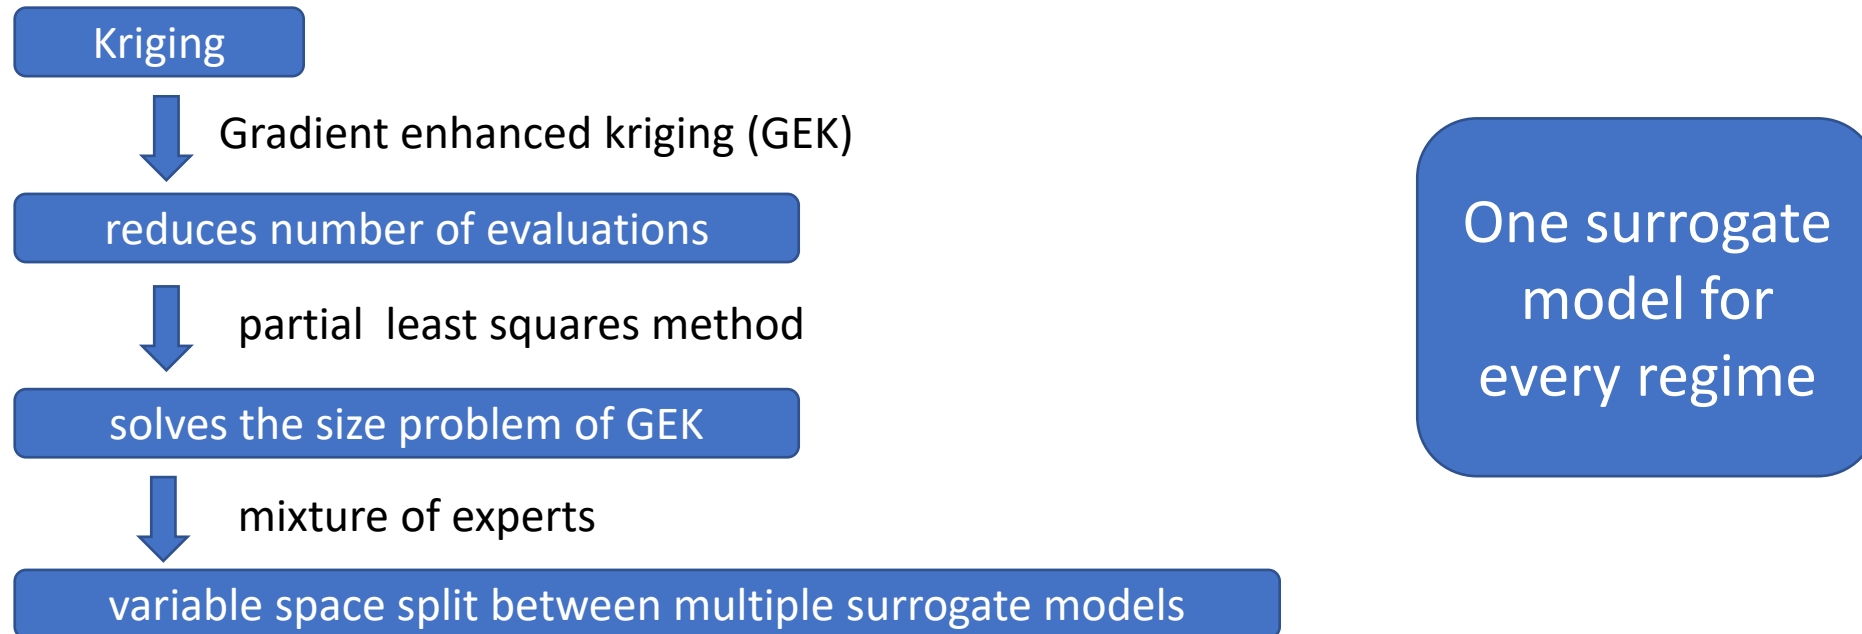 Kriging
Gradient enhanced kriging (GEK)
reduces number of evaluations
partial  least squares method
solves the size problem of GEK
mixture of experts
variable space split between multiple surrogate models
One surrogate
model for
every regime